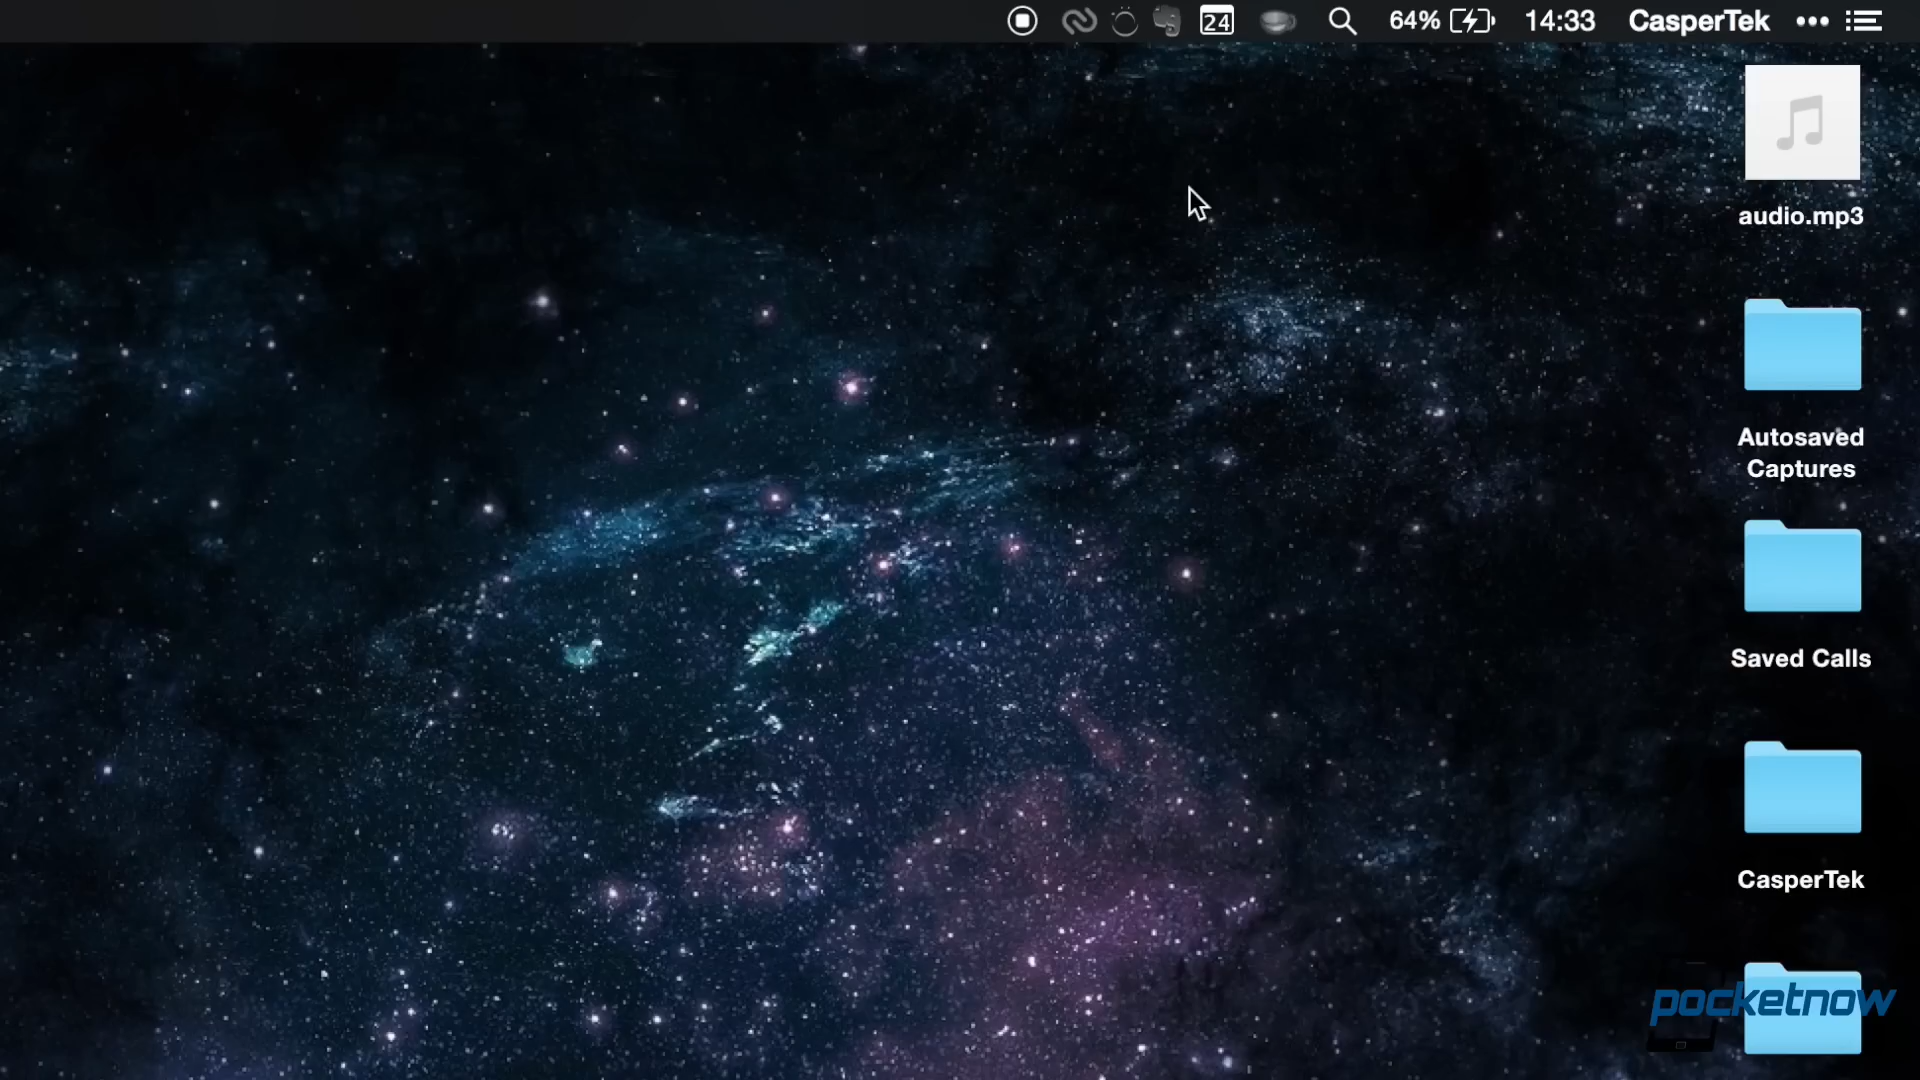 24
64%
14:33
CasperTek
audio.mp3
Autosaved
Captures
Saved Calls
CasperTek
pocketnow